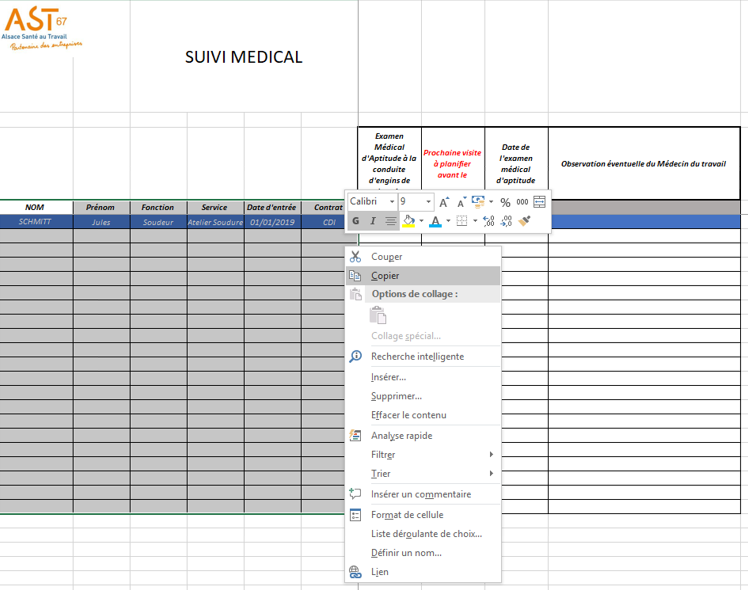 AST 67
Alsace Santé au Travail
Partenaire des entreprises
SUIVI MEDICAL
Examen
Médical
d'Aptitude à la
conduite
d'engins de
Prochaine visite
à planifier
avant le
Date de
l'examen
médical
d'aptitude
Observation éventuelle du Médecin du travail
Calibri 9 A A % 000
G I A ,00 ,00
NOM Prénom Fonction Service Date d'entrée Contrat
SCHMITT Jules Soudeur Atelier Soudure 01/01/2019 CDI
Couper
Copier
Options de collage :
Collage spécial...
Recherche intelligente
Insérer...
Supprimer...
Effacer le contenu
Analyse rapide
Filtrer
Trier
Insérer un commentaire
Format de cellule
Liste déroulante de choix...
Définir un nom...
Lien